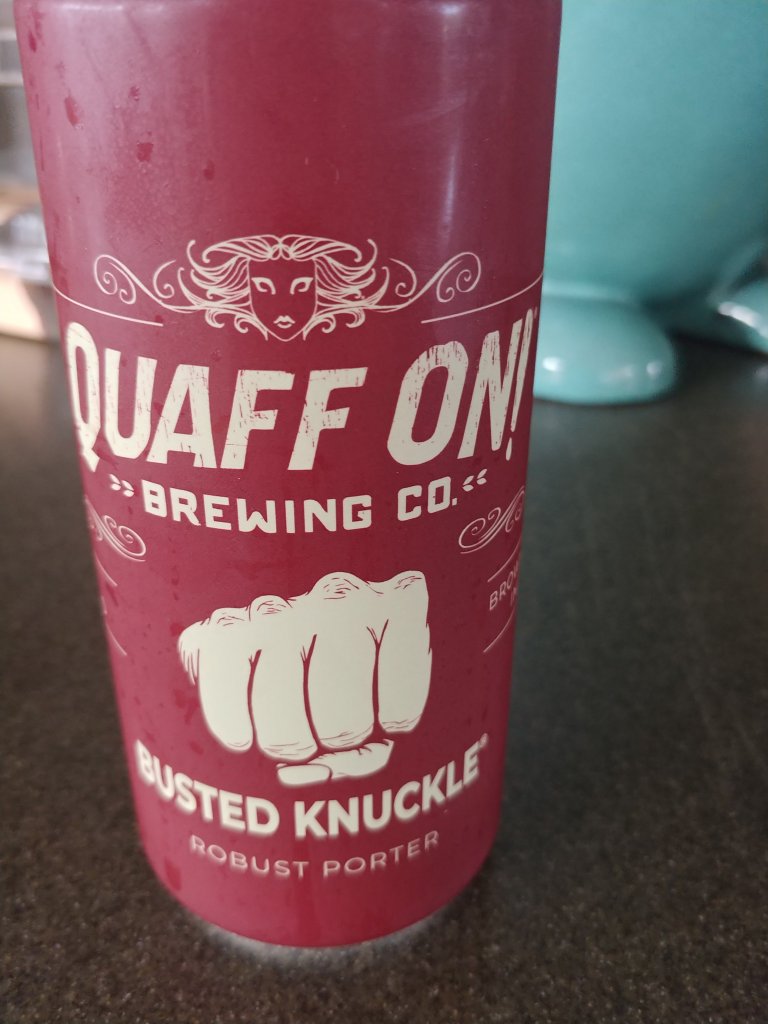 QUAFF ON!
BREWING CO.
BUSTED KNUCKLE®
ROBUST PORTER